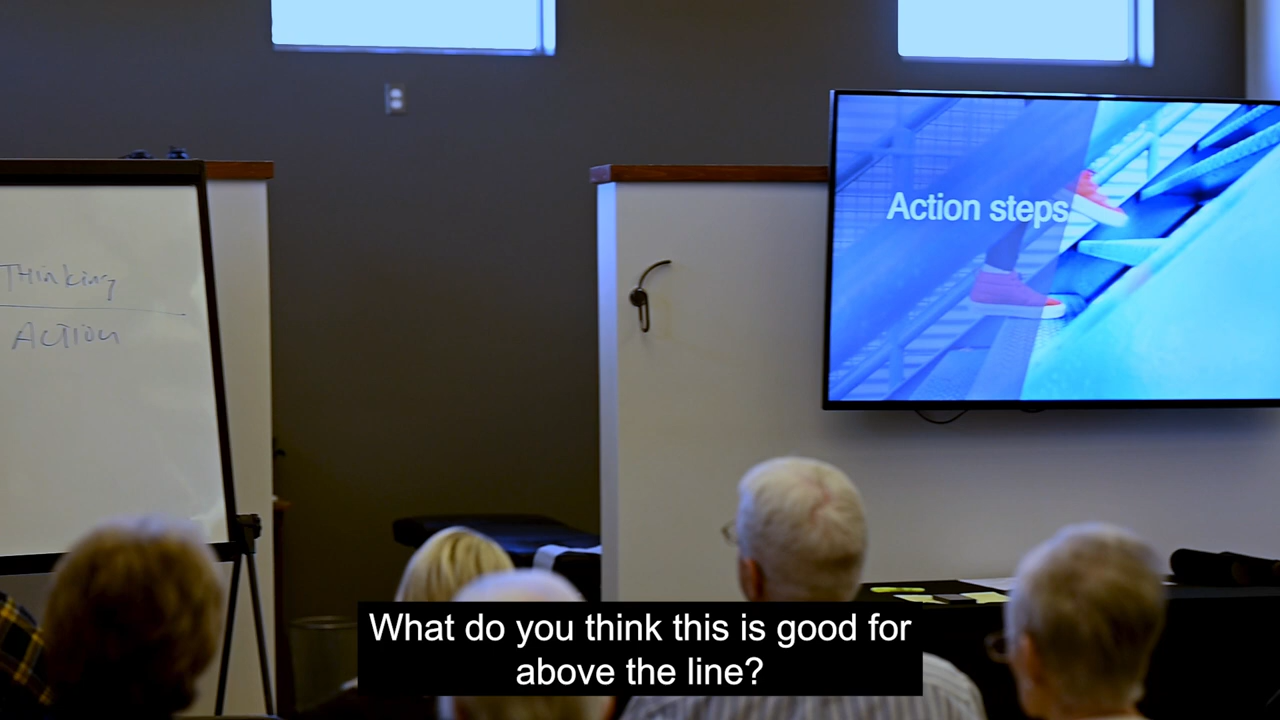 Thinking
Action
Action steps
What do you think this is good for
above the line?